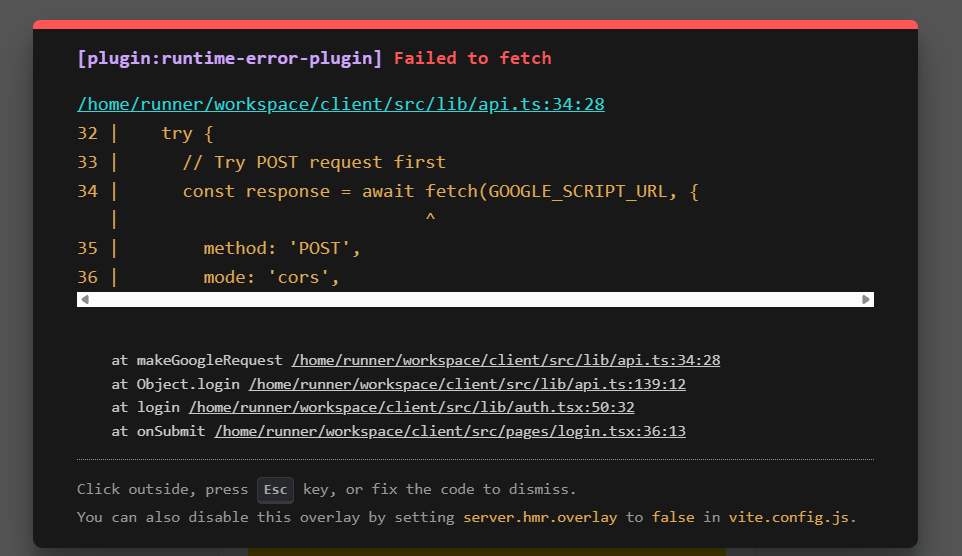 [plugin:runtime-error-plugin] Failed to fetch
/home/runner/workspace/client/src/lib/api.ts:34:28
32 |    try {
33 |      // Try POST request first
34 |      const response = await fetch(GOOGLE_SCRIPT_URL, {
   |                             ^
35 |        method: 'POST',
36 |        mode: 'cors',
at makeGoogleRequest /home/runner/workspace/client/src/lib/api.ts:34:28
at Object.login /home/runner/workspace/client/src/lib/api.ts:139:12
at login /home/runner/workspace/client/src/lib/auth.tsx:50:32
at onSubmit /home/runner/workspace/client/src/pages/login.tsx:36:13
Click outside, press Esc key, or fix the code to dismiss.
You can also disable this overlay by setting server.hmr.overlay to false in vite.config.js.